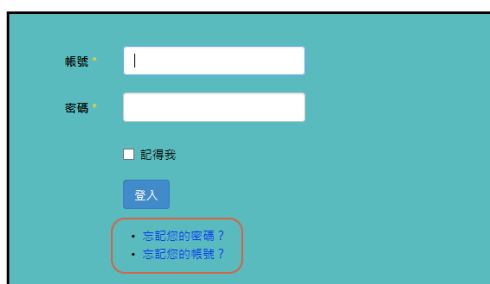 帳號 *
密碼 *
記得我
登入
• 忘記您的密碼？
• 忘記您的帳號？